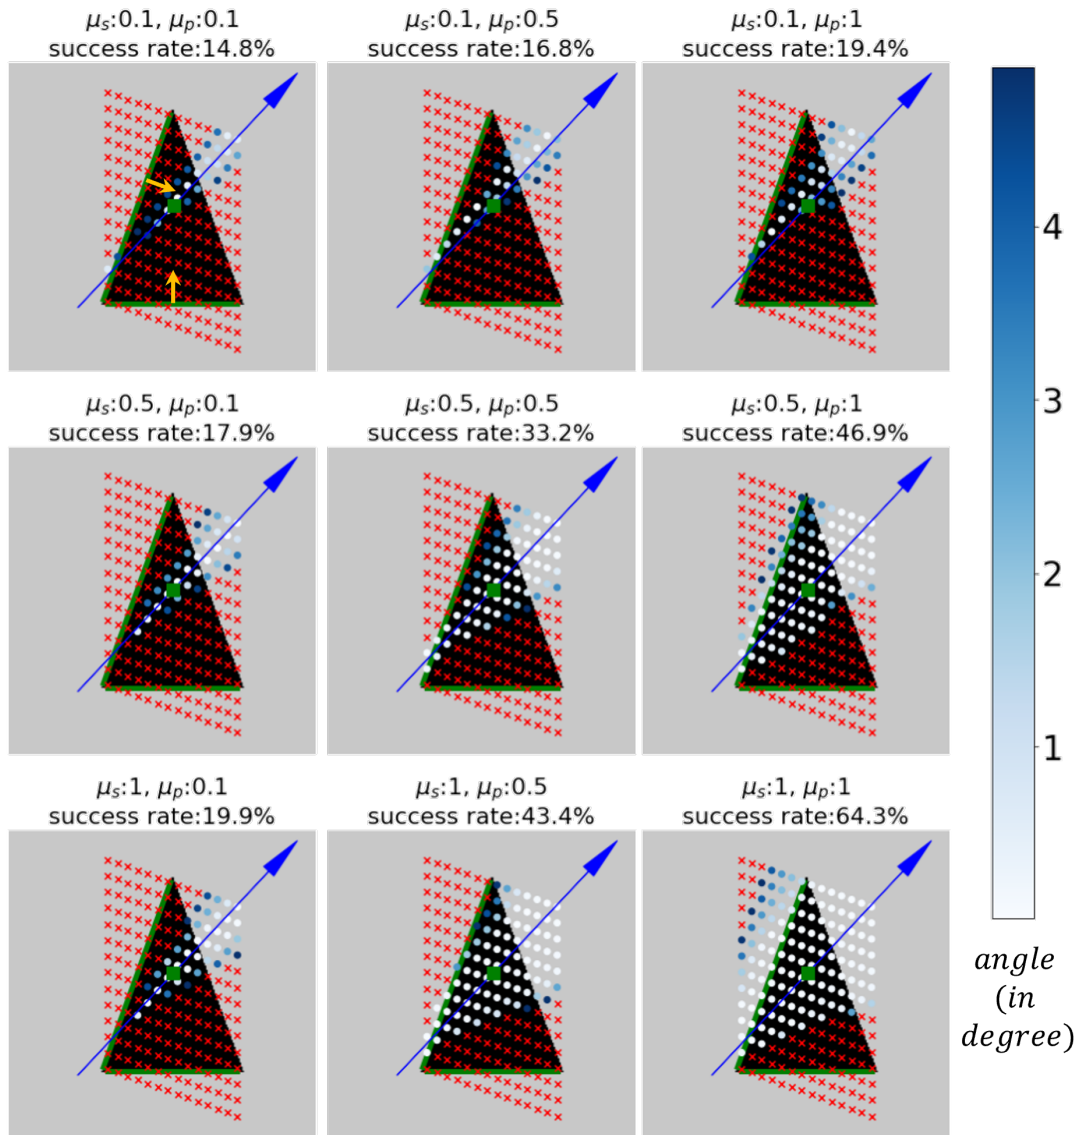 μₛ:0.1, μₚ:0.1
success rate:14.8%
μₛ:0.1, μₚ:0.5
success rate:16.8%
μₛ:0.1, μₚ:1
success rate:19.4%
4
3
2
1
angle
(in
degree)
μₛ:0.5, μₚ:0.1
success rate:17.9%
μₛ:0.5, μₚ:0.5
success rate:33.2%
μₛ:0.5, μₚ:1
success rate:46.9%
μₛ:1, μₚ:0.1
success rate:19.9%
μₛ:1, μₚ:0.5
success rate:43.4%
μₛ:1, μₚ:1
success rate:64.3%